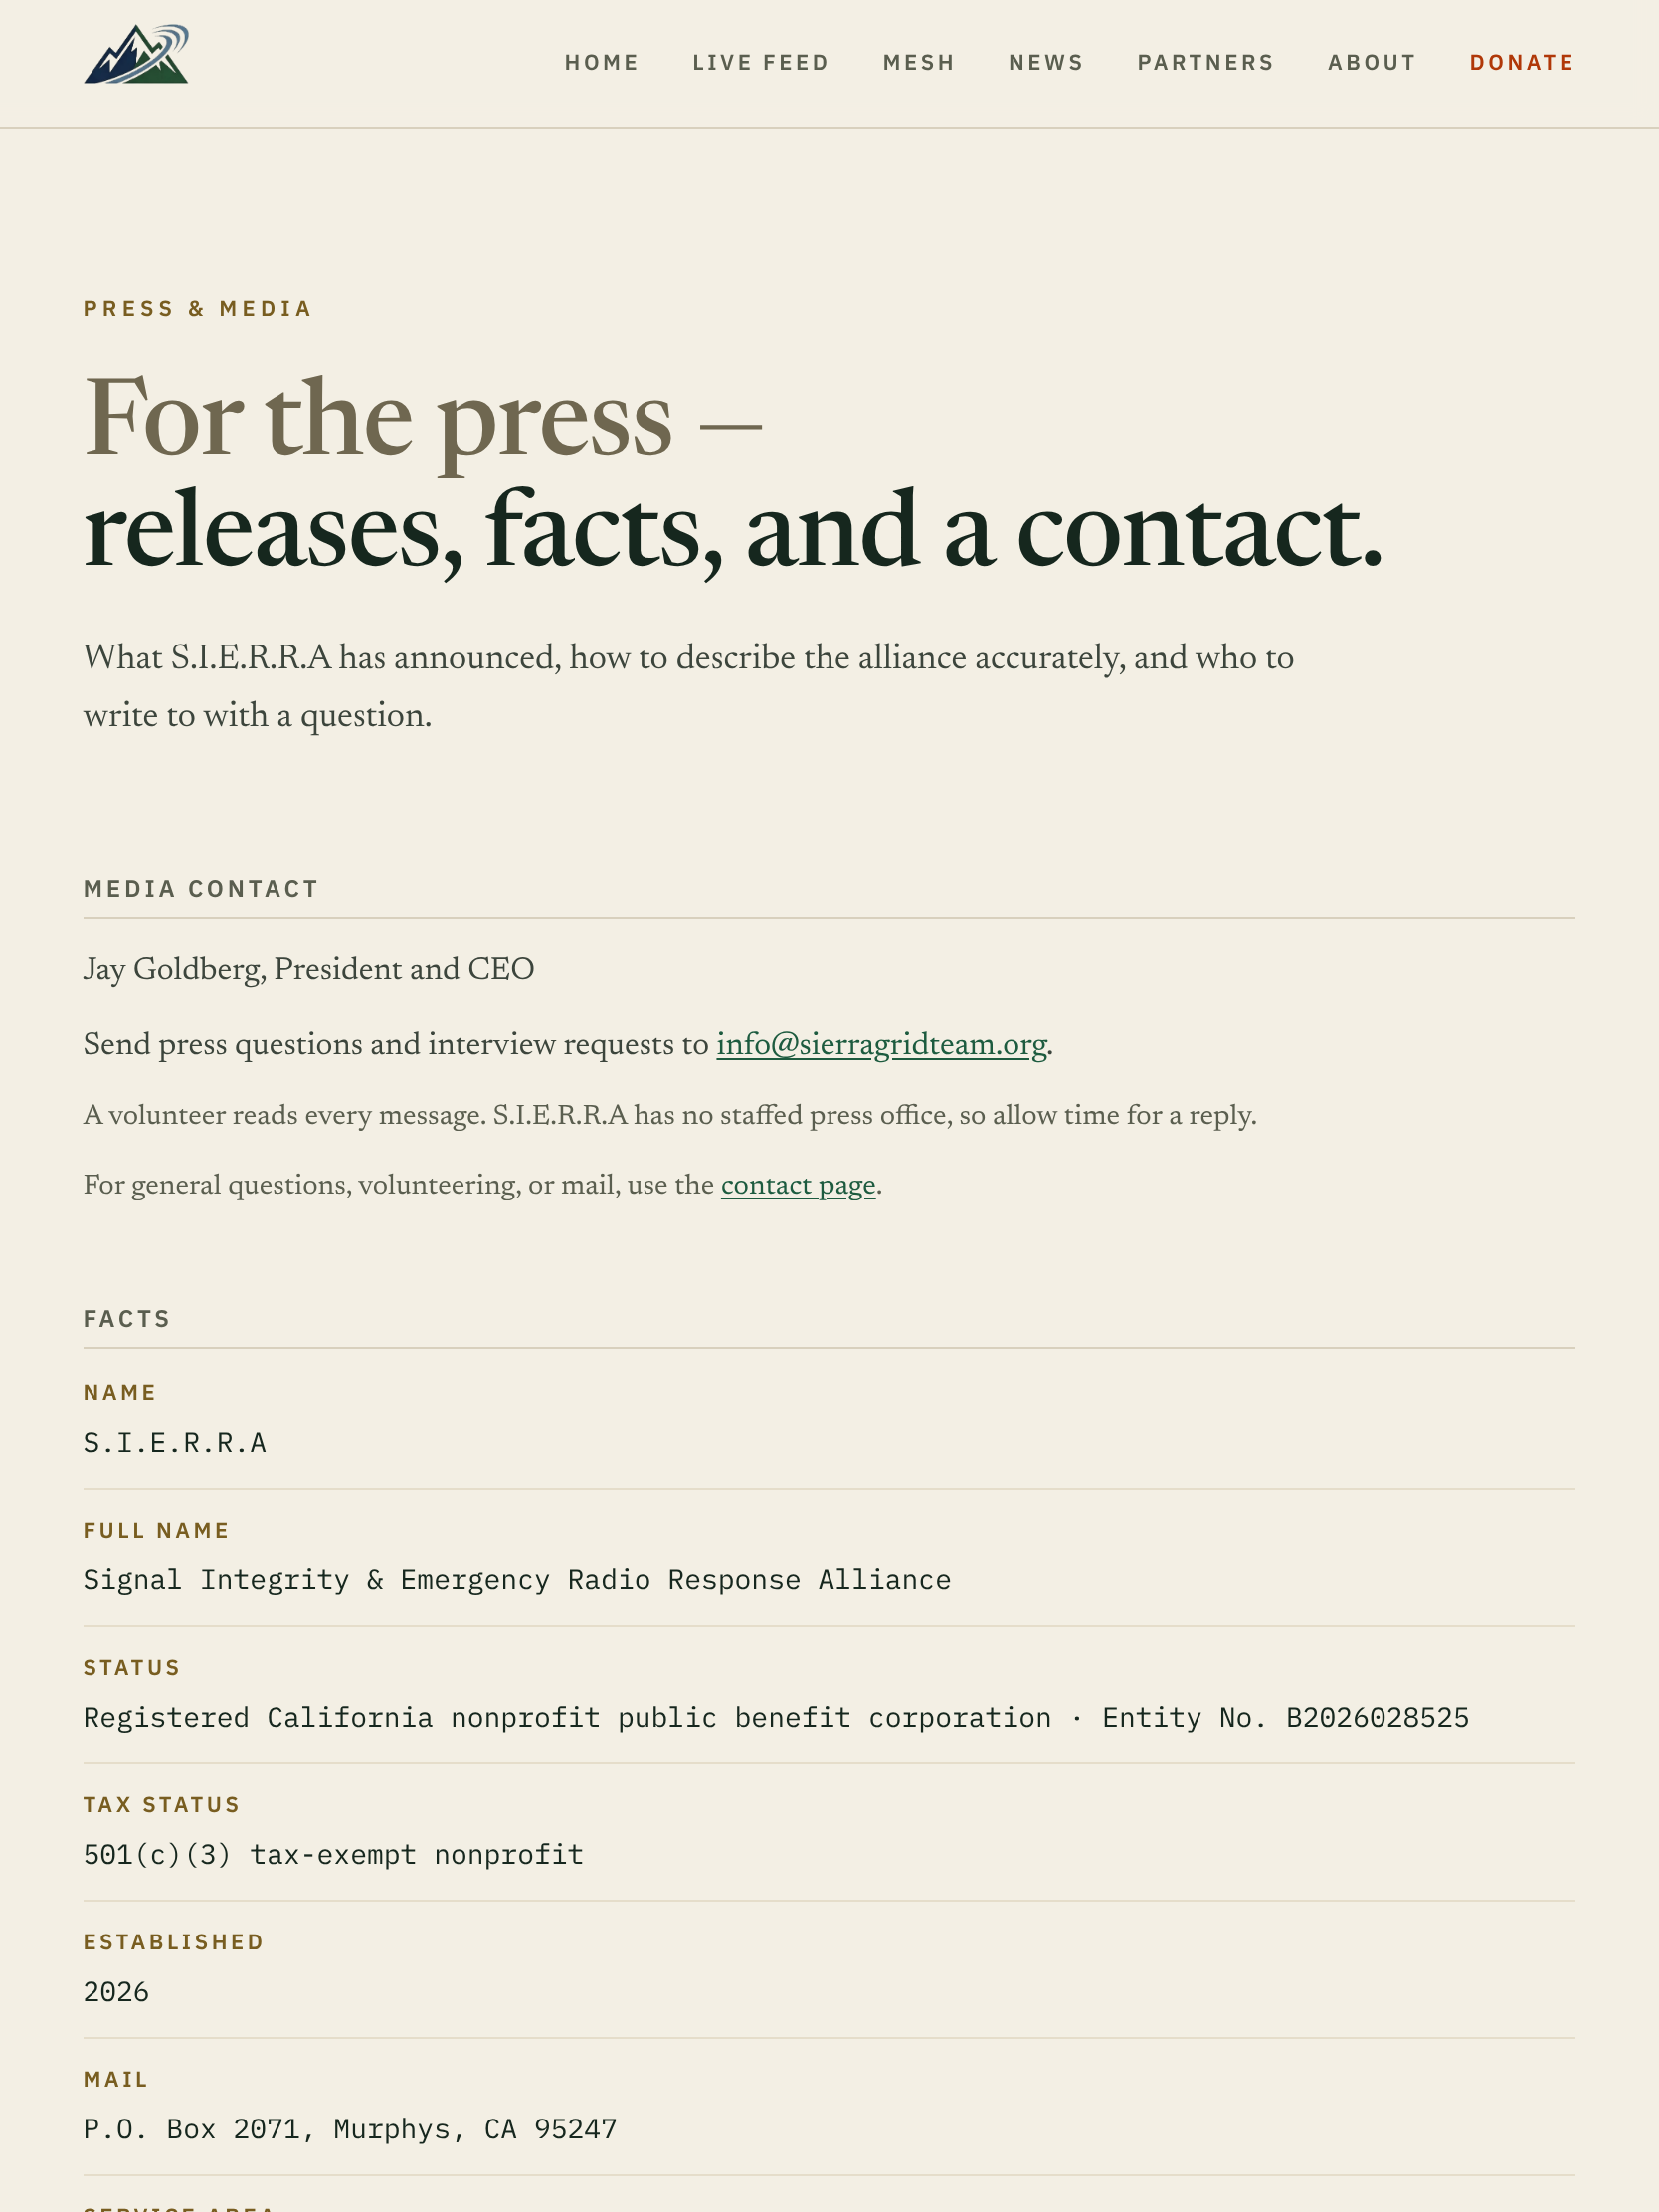 HOME LIVE FEED MESH NEWS PARTNERS ABOUT DONATE
PRESS & MEDIA
For the press —
releases, facts, and a contact.
What S.I.E.R.R.A has announced, how to describe the alliance accurately, and who to
write to with a question.
MEDIA CONTACT
Jay Goldberg, President and CEO
Send press questions and interview requests to info@sierragridteam.org.
A volunteer reads every message. S.I.E.R.R.A has no staffed press office, so allow time for a reply.
For general questions, volunteering, or mail, use the contact page.
FACTS
NAME
S.I.E.R.R.A
FULL NAME
Signal Integrity & Emergency Radio Response Alliance
STATUS
Registered California nonprofit public benefit corporation · Entity No. B2026028525
TAX STATUS
501(c)(3) tax-exempt nonprofit
ESTABLISHED
2026
MAIL
P.O. Box 2071, Murphys, CA 95247